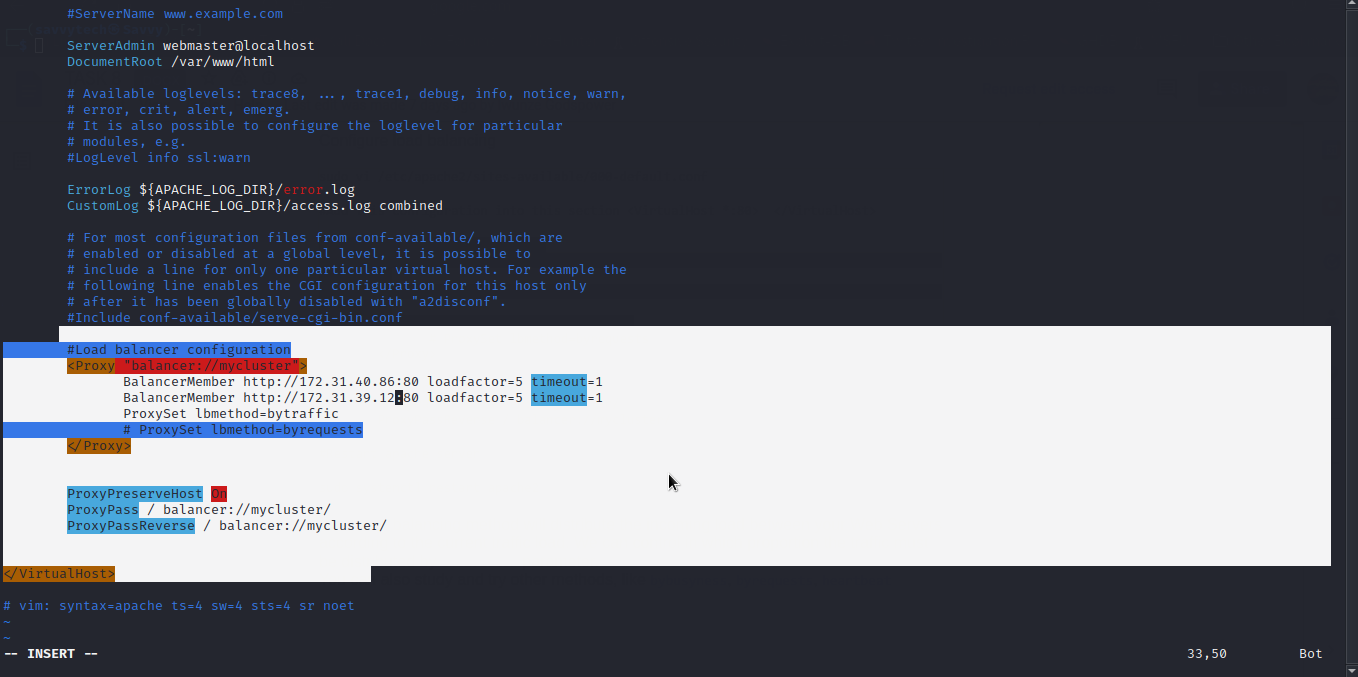 #ServerName www.example.com
ServerAdmin webmaster@localhost
DocumentRoot /var/www/html
# Available loglevels: trace8, ..., trace1, debug, info, notice, warn,
# error, crit, alert, emerg.
# It is also possible to configure the loglevel for particular
# modules, e.g.
#LogLevel info ssl:warn
ErrorLog ${APACHE_LOG_DIR}/error.log
CustomLog ${APACHE_LOG_DIR}/access.log combined
# For most configuration files from conf-available/, which are
# enabled or disabled at a global level, it is possible to
# include a line for only one particular virtual host. For example the
# following line enables the CGI configuration for this host only
# after it has been globally disabled with "a2disconf".
#Include conf-available/serve-cgi-bin.conf
#Load balancer configuration
<Proxy "balancer://mycluster">
BalancerMember http://172.31.40.86:80 loadfactor=5 timeout=1
BalancerMember http://172.31.39.12:80 loadfactor=5 timeout=1
ProxySet lbmethod=bytraffic
# ProxySet lbmethod=byrequests
</Proxy>
ProxyPreserveHost On
ProxyPass / balancer://mycluster/
ProxyPassReverse / balancer://mycluster/
</VirtualHost>
# vim: syntax=apache ts=4 sw=4 sts=4 sr noet
~
~
-- INSERT -- 33,50 Bot